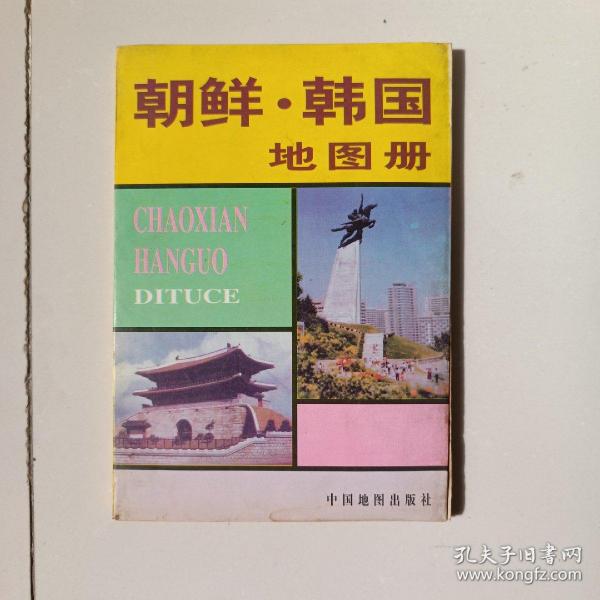 朝鲜·韩国
地图册
CHAOXIAN
HANGUO
DITUCE
中国地图出版社
孔夫子旧书网
www.kongfz.com